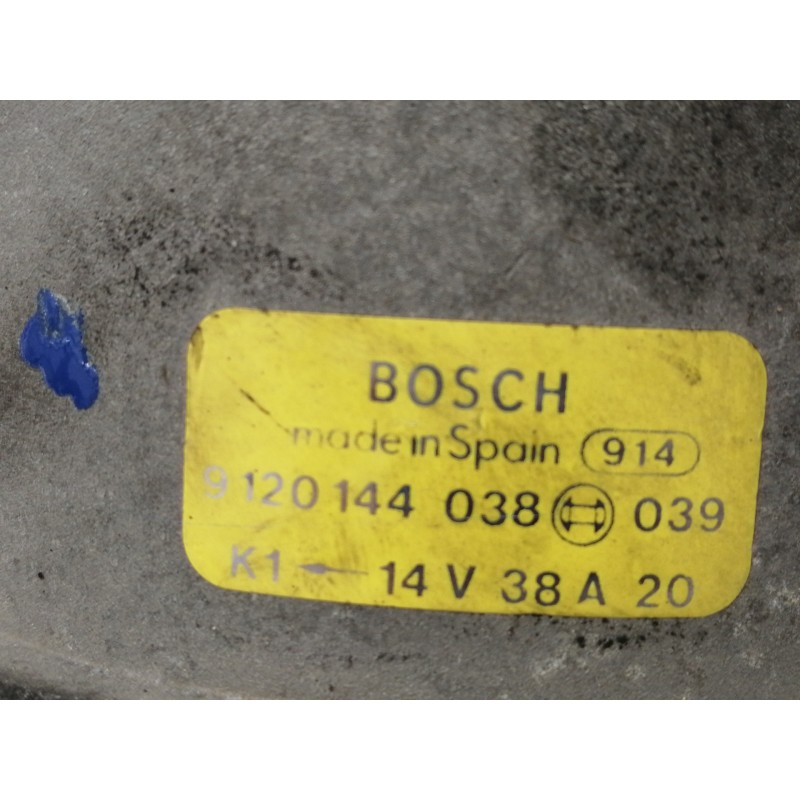 BOSCH
made in Spain 914
9 120 144 038 039
K1 ← 14 V 38 A 20